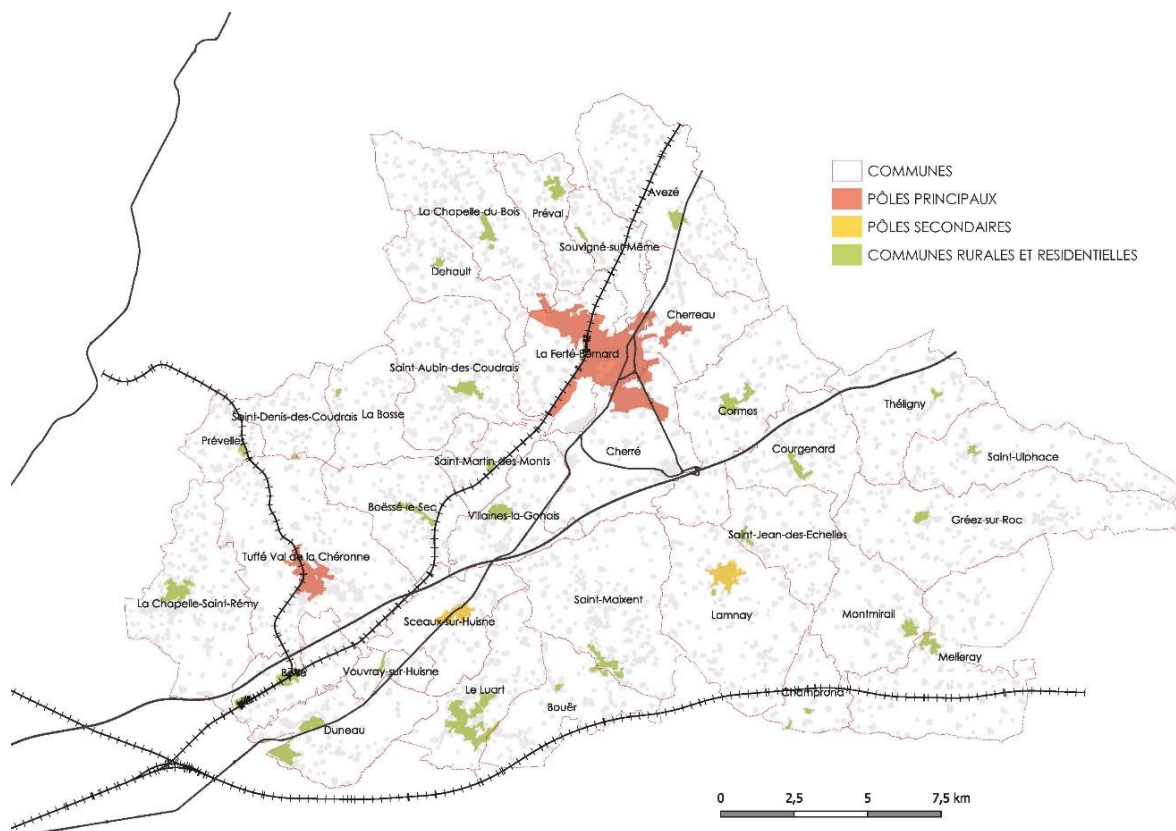 COMMUNES
PÔLES PRINCIPAUX
PÔLES SECONDAIRES
COMMUNES RURALES ET RESIDENTIELLES
Avezé
La Chapelle-du-Bois
Préval
Souvigné-sur-Même
Dehault
Cherreau
La Ferté-Bernard
Saint-Aubin-des-Coudrais
Saint-Denis-des-Coudrais
La Bosse
Cormes
Théligny
Prévelles
Saint-Martin-des-Monts
Cherré
Courgenard
Saint-Ulphace
Boëssé-le-Sec
Villaines-la-Gonais
Gréez-sur-Roc
Saint-Jean-des-Echelles
Tuffé Val de la Chéronne
La Chapelle-Saint-Rémy
Saint-Maixent
Lamnay
Montmirail
Sceaux-sur-Huisne
Melleray
Vouvray-sur-Huisne
Le Luart
Champrond
Bouër
Duneau
0 2,5 5 7,5 km